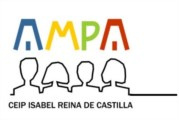 AMPA
CEIP ISABEL REINA DE CASTILLA